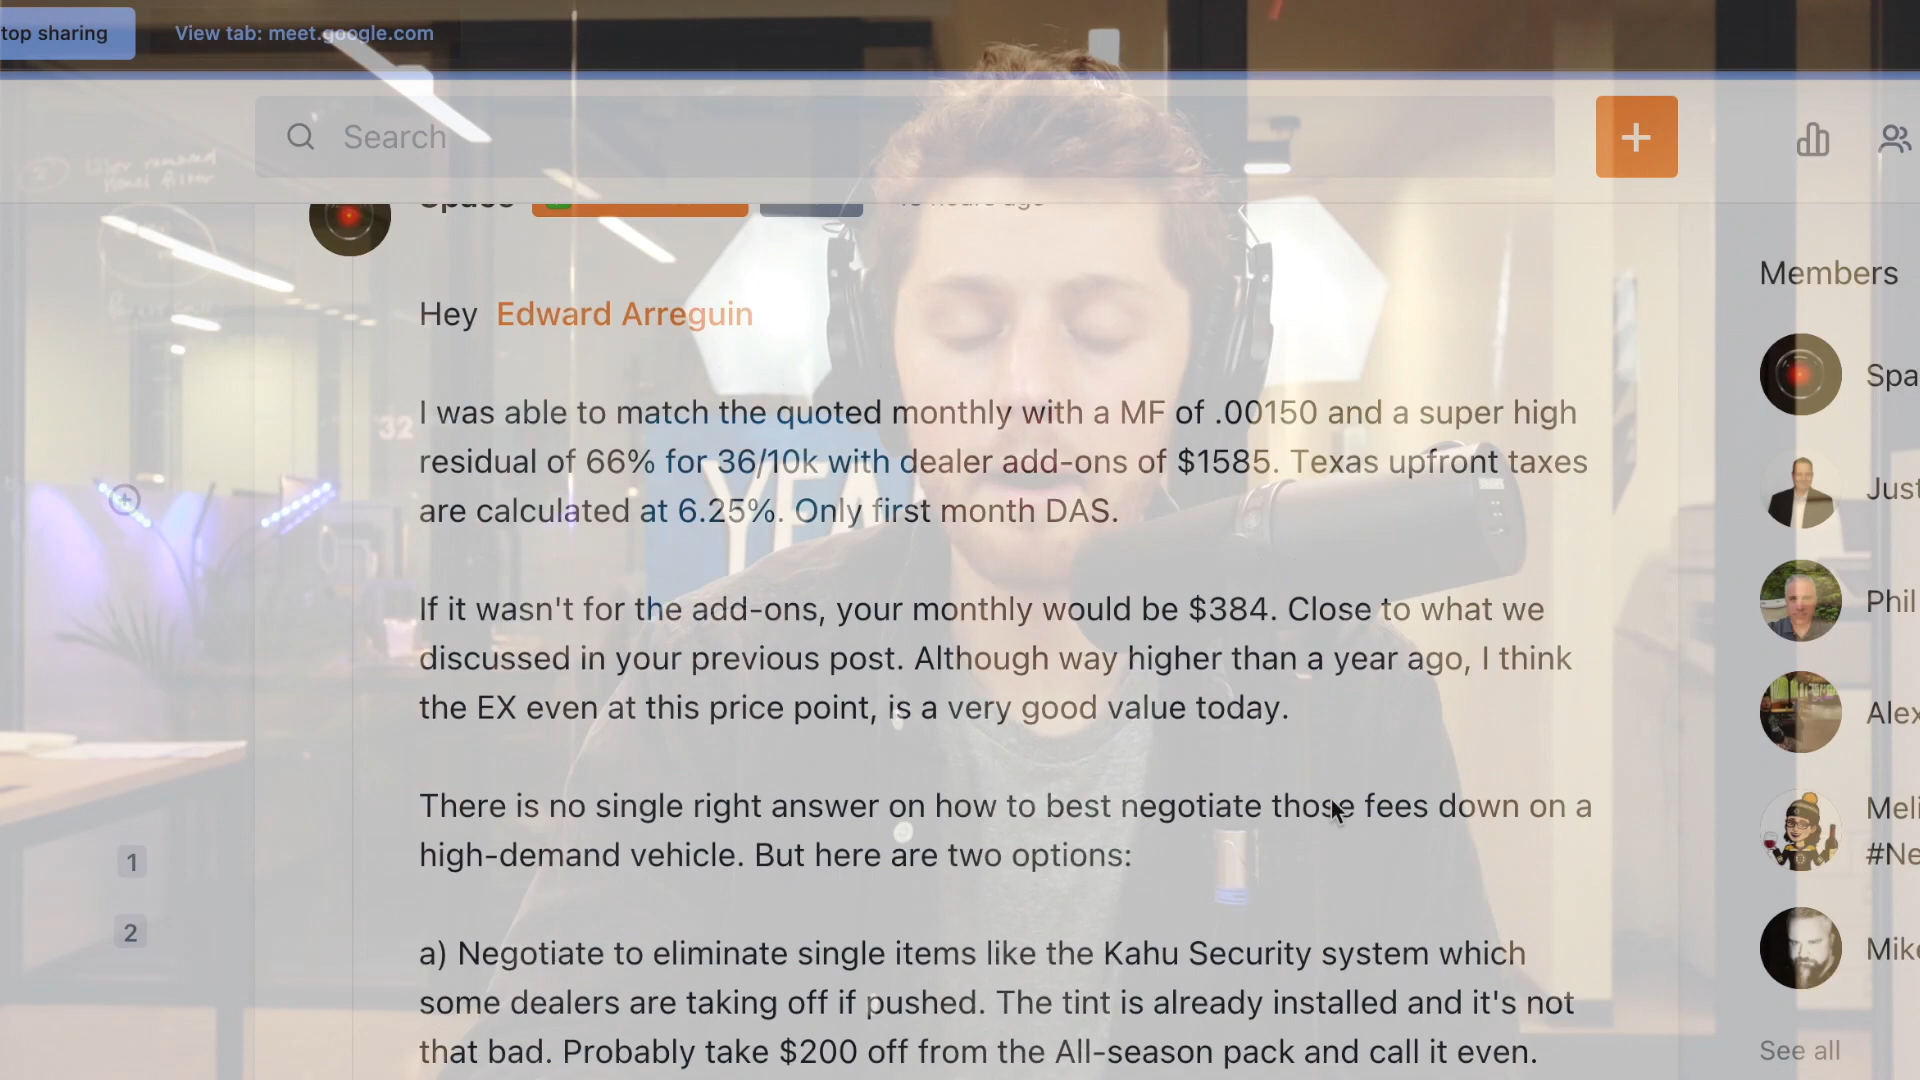 top sharing
View tab: meet.google.com
Search
Space
hours ago
Hey Edward Arreguin
I was able to match the quoted monthly with a MF of .00150 and a super high
residual of 66% for 36/10k with dealer add-ons of $1585. Texas upfront taxes
are calculated at 6.25%. Only first month DAS.
If it wasn't for the add-ons, your monthly would be $384. Close to what we
discussed in your previous post. Although way higher than a year ago, I think
the EX even at this price point, is a very good value today.
There is no single right answer on how to best negotiate those fees down on a
high-demand vehicle. But here are two options:
a) Negotiate to eliminate single items like the Kahu Security system which
some dealers are taking off if pushed. The tint is already installed and it's not
that bad. Probably take $200 off from the All-season pack and call it even.
Members
Spa
Just
Phil
Alex
Meli
#Ne
Mike
See all
1
2
32
YEA